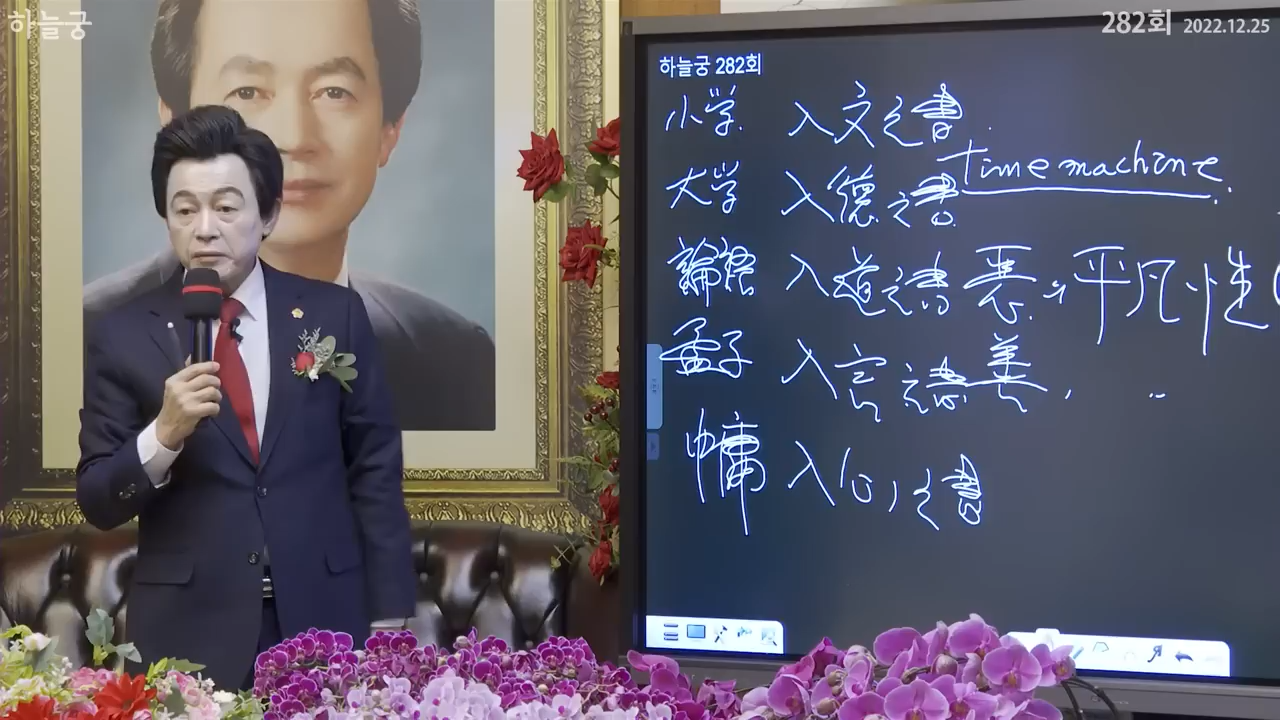 하늘궁
282회 2022.12.25
하늘궁 282회
小学 入文之書
Time machine
大学 入德之書
論語 入道之書 悪 平凡性
孟子 入言之書 善
中庸 入心之書